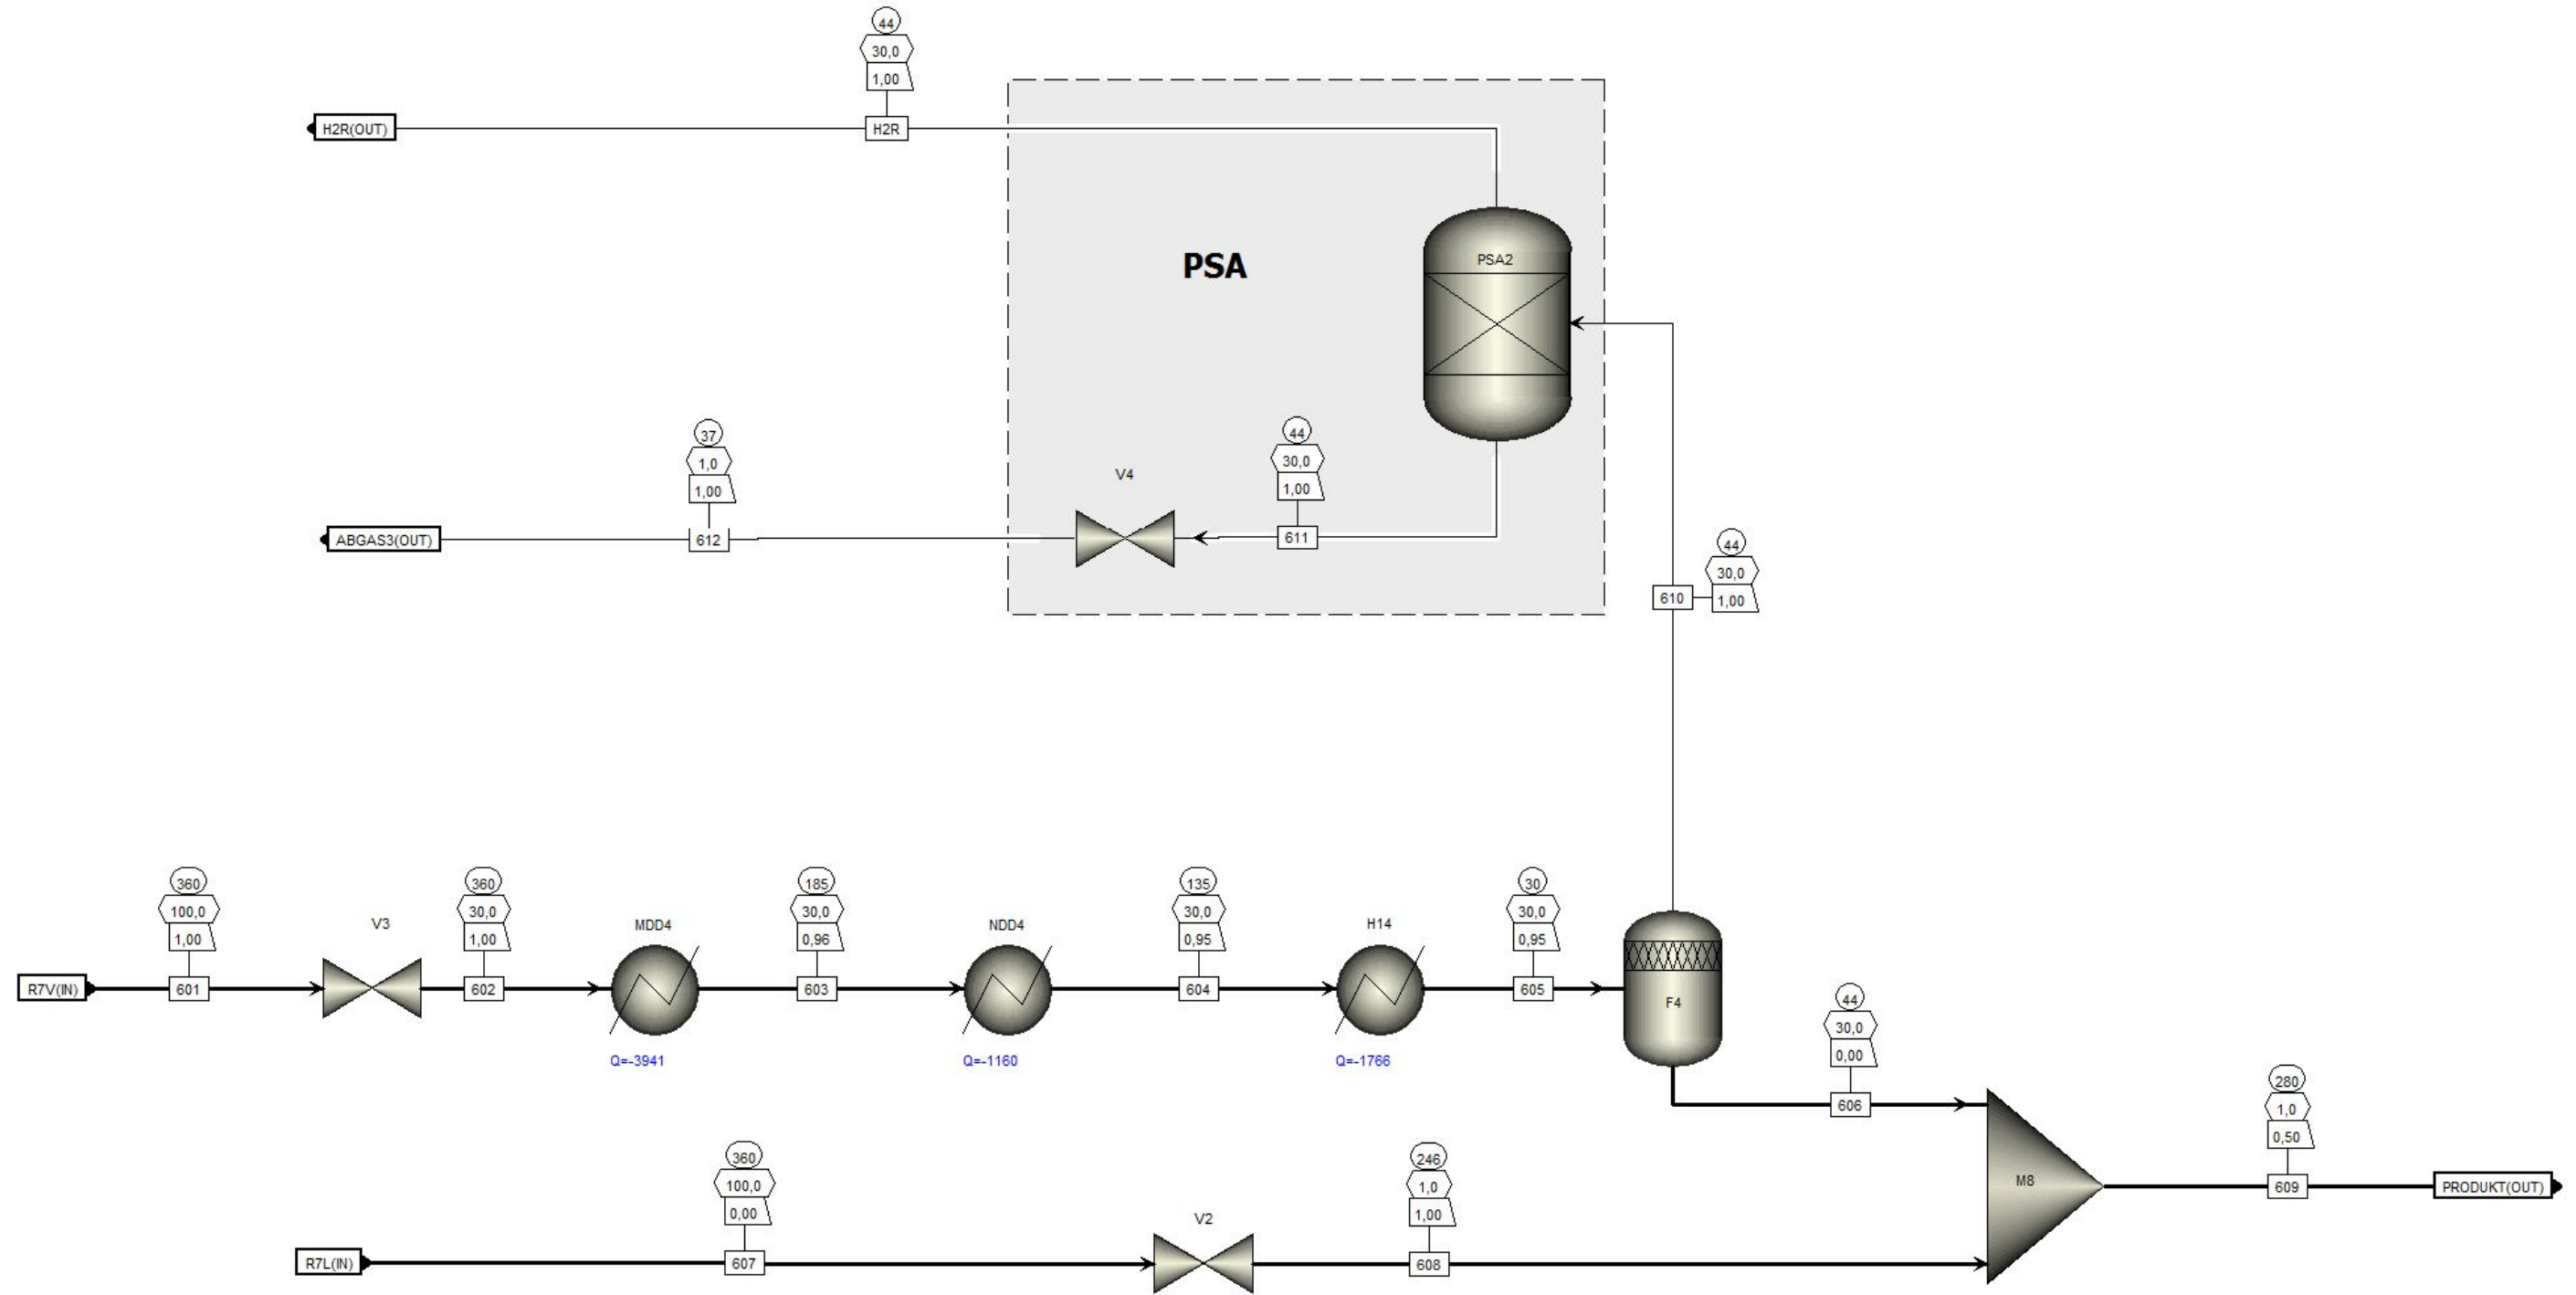 44
30,0
1,00
H2R(OUT)
H2R
PSA
PSA2
37
1,0
1,00
ABGAS3(OUT)
612
V4
44
30,0
1,00
611
44
30,0
1,00
610
R7V(IN)
360
100,0
1,00
601
V3
360
30,0
1,00
602
MDD4
Q=-3941
185
30,0
0,96
603
NDD4
Q=-1160
135
30,0
0,95
604
H14
Q=-1766
30
30,0
0,95
605
F4
44
30,0
0,00
606
R7L(IN)
360
100,0
0,00
607
V2
246
1,0
1,00
608
M8
280
1,0
0,50
609
PRODUKT(OUT)